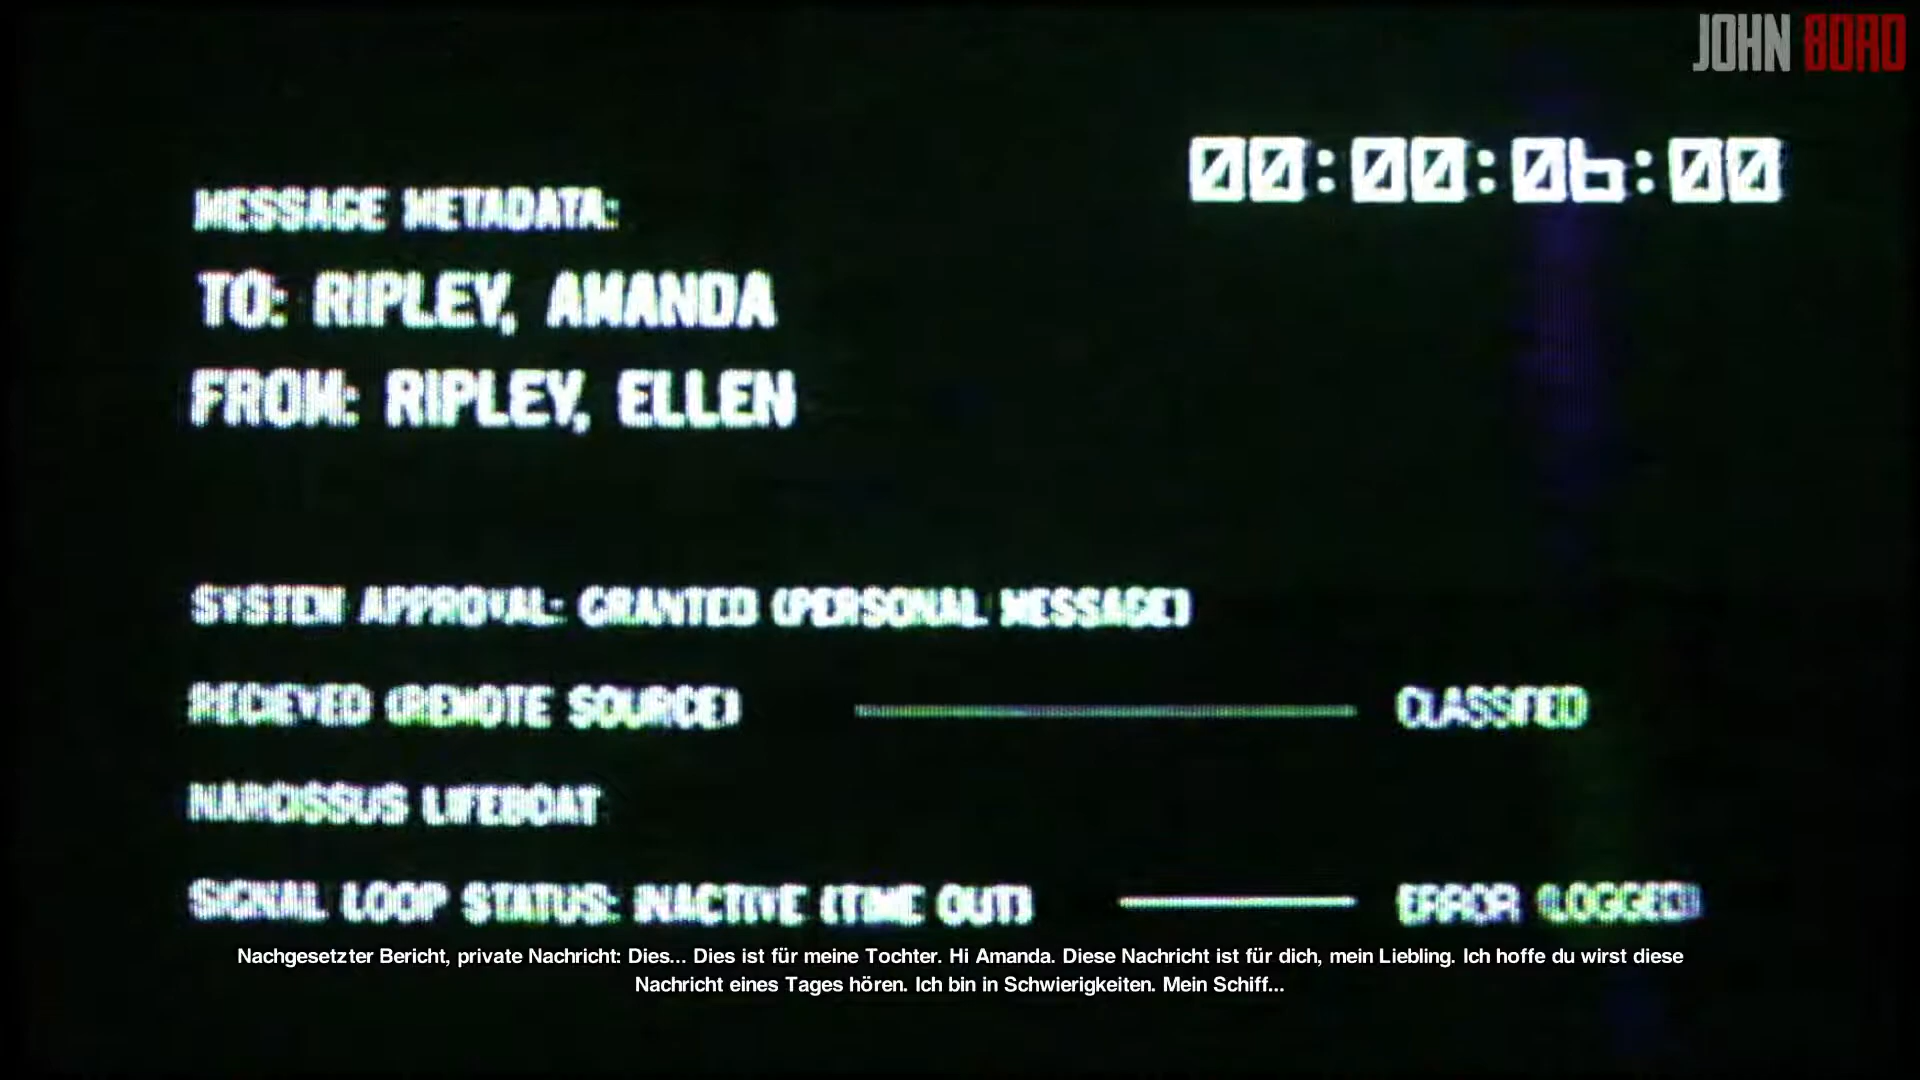 JOHN BOAO
00:00:06:00
MESSAGE METADATA:
TO: RIPLEY, AMANDA
FROM: RIPLEY, ELLEN
SYSTEM APPROVAL: GRANTED (PERSONAL MESSAGE)
RECIEVED (REMOTE SOURCE) CLASSIFIED
NARCISSUS LIFEBOAT
SIGNAL LOOP STATUS: INACTIVE (TIME OUT) ERROR (LOGGED)
Nachgesetzter Bericht, private Nachricht: Dies... Dies ist für meine Tochter. Hi Amanda. Diese Nachricht ist für dich, mein Liebling. Ich hoffe du wirst diese
Nachricht eines Tages hören. Ich bin in Schwierigkeiten. Mein Schiff...